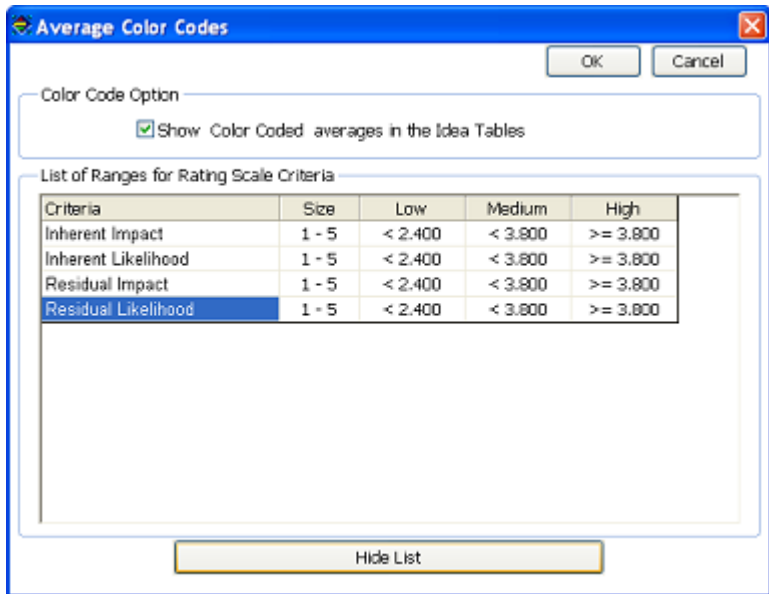 Average Color Codes
OK Cancel
Color Code Option
Show Color Coded averages in the Idea Tables
List of Ranges for Rating Scale Criteria
Criteria Size Low Medium High
Inherent Impact 1 - 5 < 2.400 < 3.800 >= 3.800
Inherent Likelihood 1 - 5 < 2.400 < 3.800 >= 3.800
Residual Impact 1 - 5 < 2.400 < 3.800 >= 3.800
Residual Likelihood 1 - 5 < 2.400 < 3.800 >= 3.800
Hide List